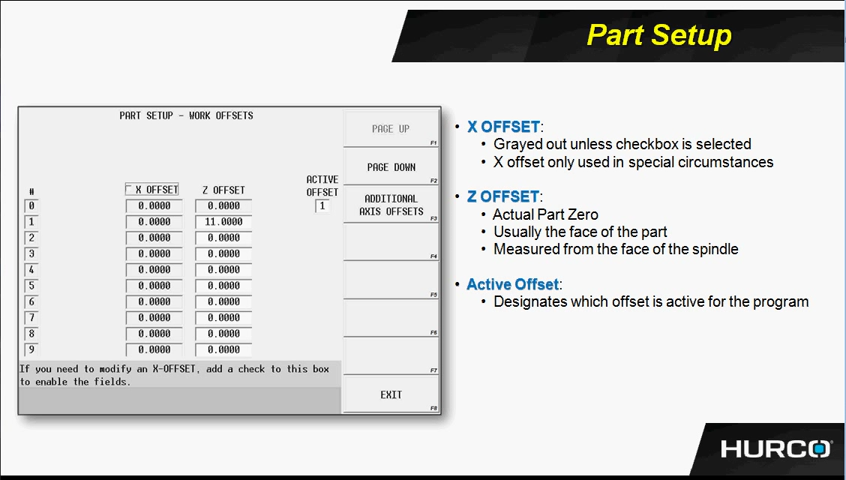 Part Setup
PART SETUP - WORK OFFSETS
PAGE UP
F1
PAGE DOWN
F2
ADDITIONAL
AXIS OFFSETS
F3
F4
F5
F6
F7
EXIT
F8
ACTIVE
# X OFFSET Z OFFSET OFFSET
0 0.0000 0.0000 1
1 0.0000 11.0000
2 0.0000 0.0000
3 0.0000 0.0000
4 0.0000 0.0000
5 0.0000 0.0000
6 0.0000 0.0000
7 0.0000 0.0000
8 0.0000 0.0000
9 0.0000 0.0000
If you need to modify an X-OFFSET, add a check to this box
to enable the fields.
• X OFFSET:
• Grayed out unless checkbox is selected
• X offset only used in special circumstances
• Z OFFSET:
• Actual Part Zero
• Usually the face of the part
• Measured from the face of the spindle
• Active Offset:
• Designates which offset is active for the program
HURCO